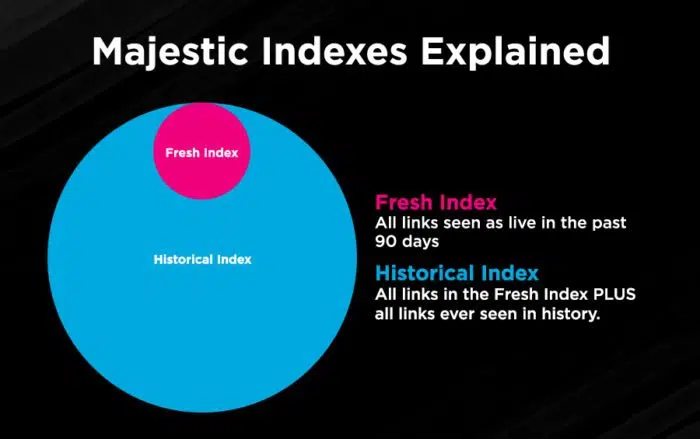 Majestic Indexes Explained
Fresh Index
Historical Index
Fresh Index
All links seen as live in the past
90 days
Historical Index
All links in the Fresh Index PLUS
all links ever seen in history.